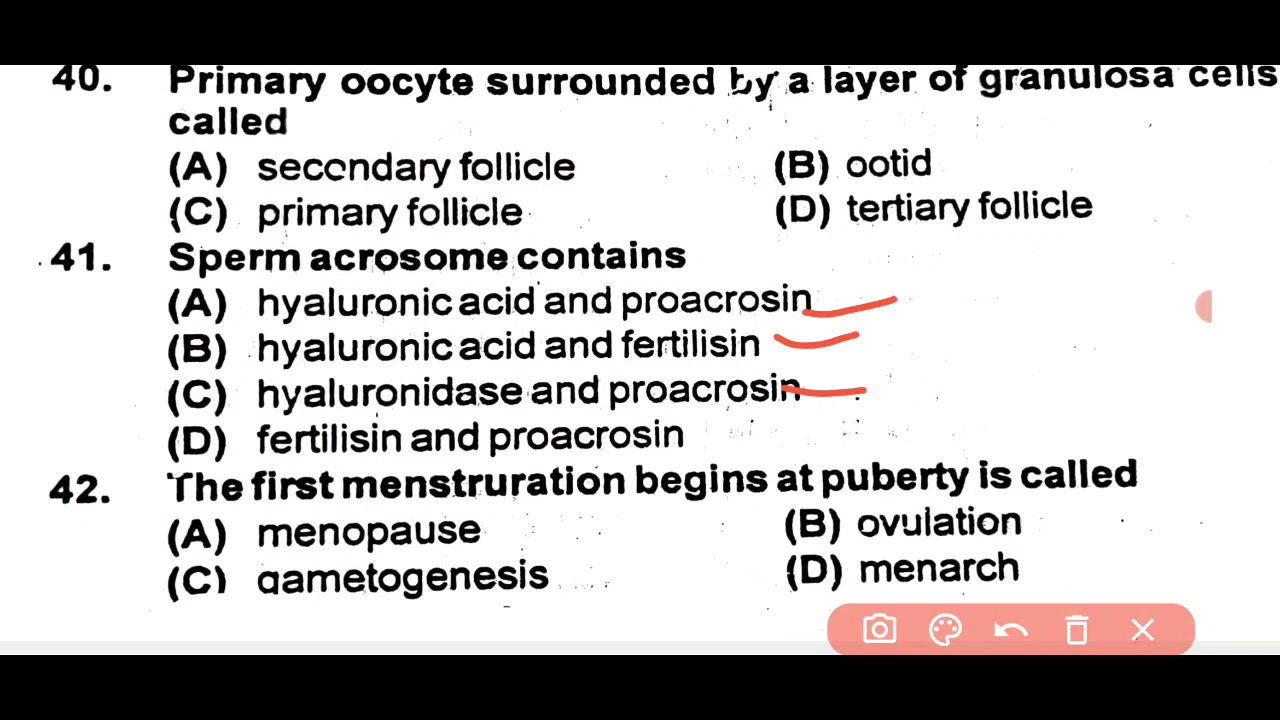 40. Primary oocyte surrounded by a layer of granulosa cells
called
(A) secondary follicle (B) ootid
(C) primary follicle (D) tertiary follicle
41. Sperm acrosome contains
(A) hyaluronic acid and proacrosin
(B) hyaluronic acid and fertilisin
(C) hyaluronidase and proacrosin
(D) fertilisin and proacrosin
42. The first menstruration begins at puberty is called
(A) menopause (B) ovulation
(C) gametogenesis (D) menarch